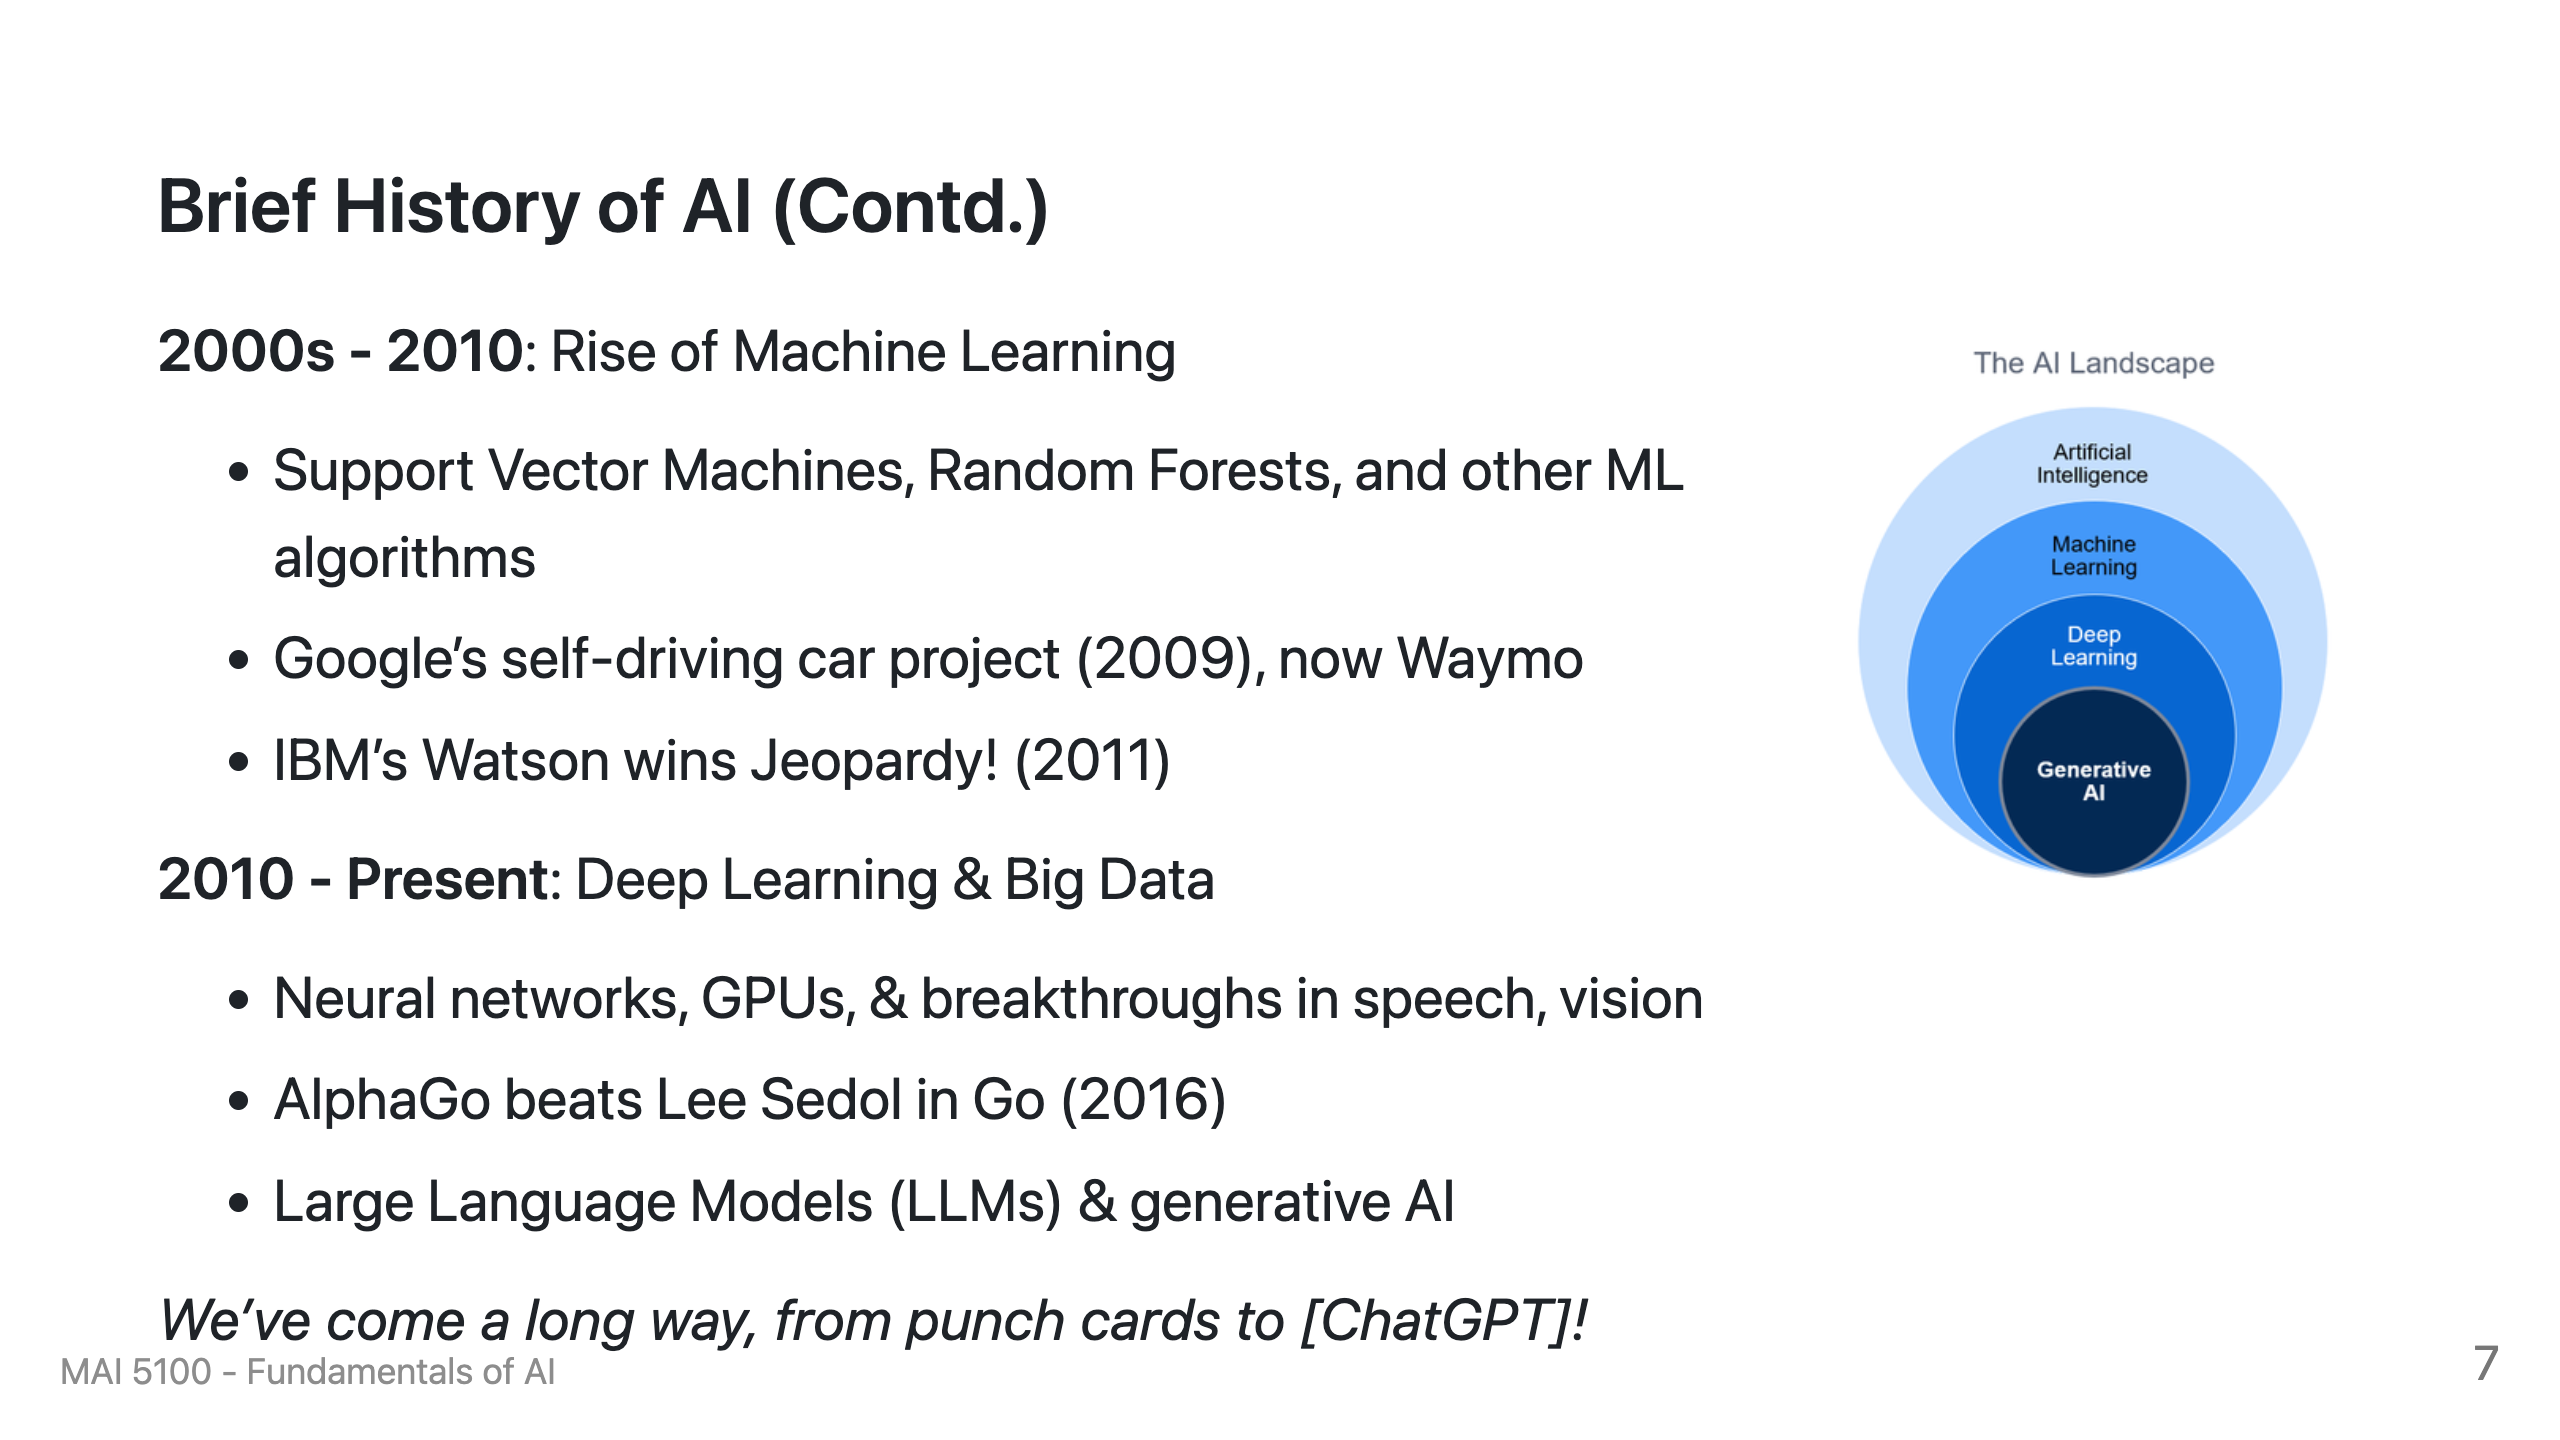 Brief History of AI (Contd.)
2000s - 2010: Rise of Machine Learning
• Support Vector Machines, Random Forests, and other ML
algorithms
• Google’s self-driving car project (2009), now Waymo
• IBM’s Watson wins Jeopardy! (2011)
2010 - Present: Deep Learning & Big Data
• Neural networks, GPUs, & breakthroughs in speech, vision
• AlphaGo beats Lee Sedol in Go (2016)
• Large Language Models (LLMs) & generative AI
We’ve come a long way, from punch cards to [ChatGPT]!
The AI Landscape
Artificial
Intelligence
Machine
Learning
Deep
Learning
Generative
AI
MAI 5100 - Fundamentals of AI
7